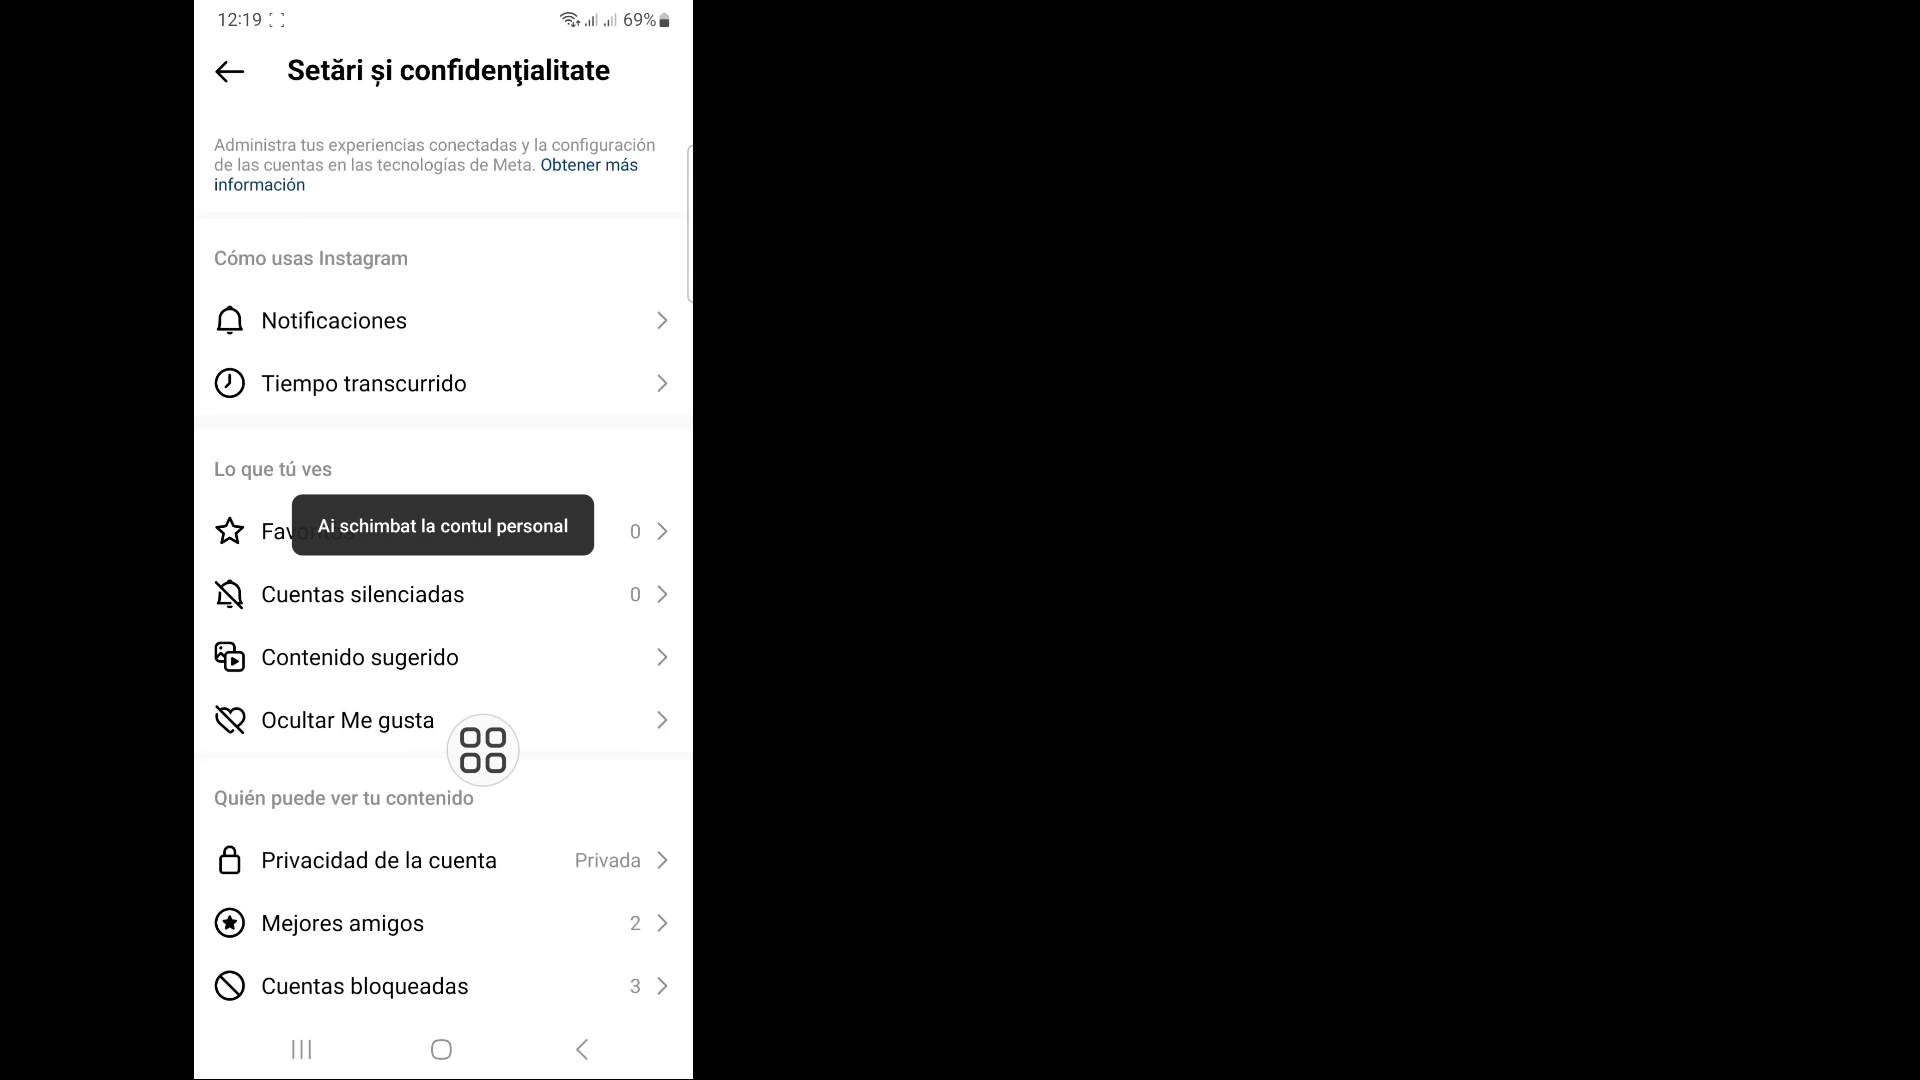 12:19
69%
Setări și confidențialitate
Administra tus experiencias conectadas y la configuración
de las cuentas en las tecnologías de Meta. Obtener más
información
Cómo usas Instagram
Notificaciones
Tiempo transcurrido
Lo que tú ves
Favoritos 0
Ai schimbat la contul personal
Cuentas silenciadas 0
Contenido sugerido
Ocultar Me gusta
Quién puede ver tu contenido
Privacidad de la cuenta Privada
Mejores amigos 2
Cuentas bloqueadas 3